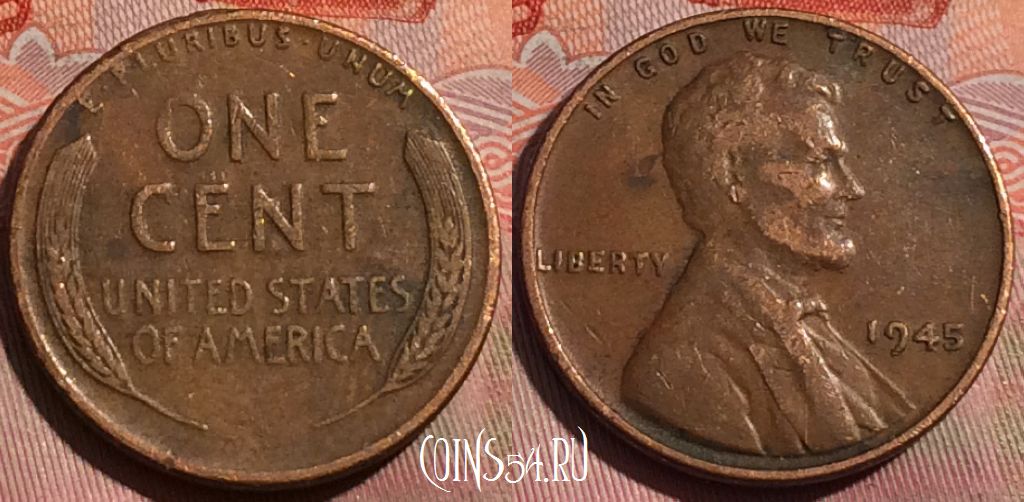 E·PLURIBUS·UNUM
ONE
CENT
UNITED STATES
OF AMERICA
IN GOD WE TRUST
LIBERTY
1945
COINS54.RU